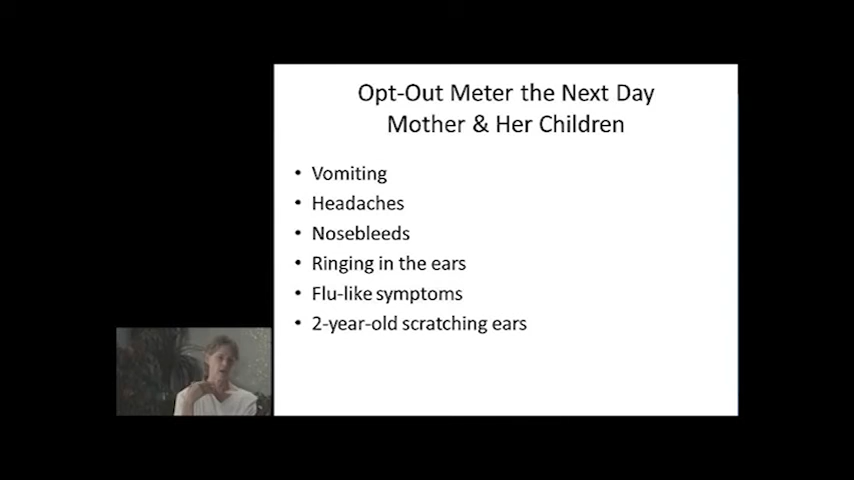 Opt-Out Meter the Next Day
Mother & Her Children
• Vomiting
• Headaches
• Nosebleeds
• Ringing in the ears
• Flu-like symptoms
• 2-year-old scratching ears